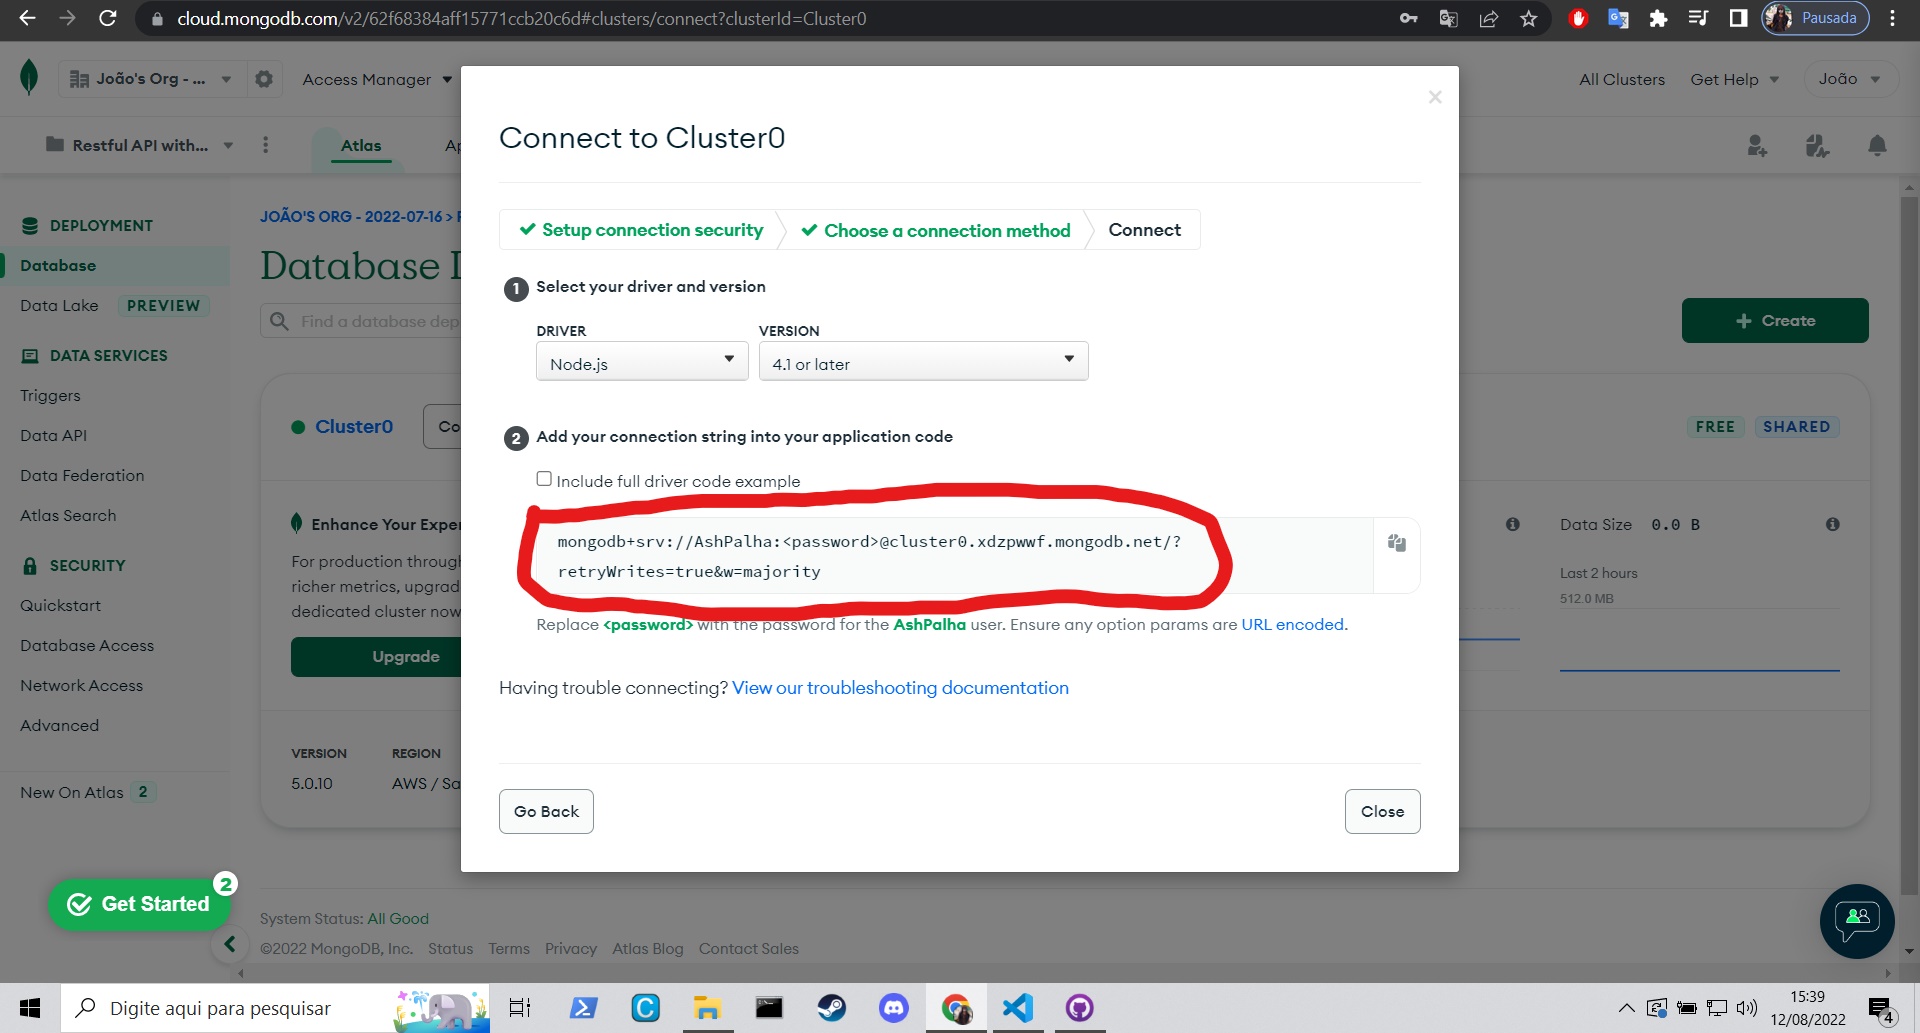 cloud.mongodb.com/v2/62f68384aff15771ccb20c6d#clusters/connect?clusterId=Cluster0
Pausada
João's Org - ...
Access Manager
All Clusters
Get Help
João
Restful API with...
Atlas
Ap
DEPLOYMENT
Database
Data Lake
PREVIEW
DATA SERVICES
Triggers
Data API
Data Federation
Atlas Search
SECURITY
Quickstart
Database Access
Network Access
Advanced
New On Atlas 2
Get Started
2
JOÃO'S ORG - 2022-07-16 >
Database
Find a database dep
Create
Cluster0
Co
FREE
SHARED
Enhance Your Exper
For production through
richer metrics, upgrad
dedicated cluster now
Upgrade
Data Size 0.0 B
Last 2 hours
512.0 MB
VERSION
5.0.10
REGION
AWS / Sa
Connect to Cluster0
Setup connection security
Choose a connection method
Connect
1 Select your driver and version
DRIVER
Node.js
VERSION
4.1 or later
2 Add your connection string into your application code
Include full driver code example
mongodb+srv://AshPalha:<password>@cluster0.xdzpwwf.mongodb.net/?
retryWrites=true&w=majority
Replace <password> with the password for the AshPalha user. Ensure any option params are URL encoded.
Having trouble connecting? View our troubleshooting documentation
Go Back
Close
System Status: All Good
©2022 MongoDB, Inc. Status Terms Privacy Atlas Blog Contact Sales
Digite aqui para pesquisar
15:39
12/08/2022
4